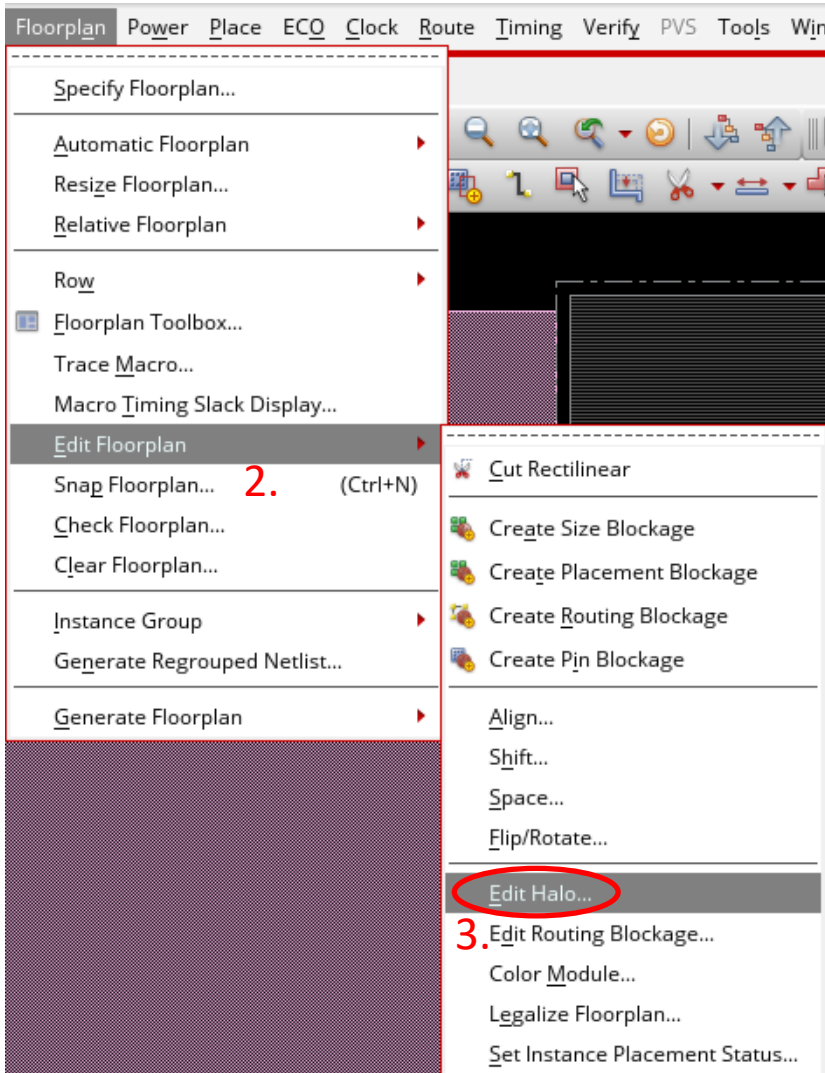 Floorplan Power Place ECO Clock Route Timing Verify PVS Tools Win
Specify Floorplan...
Automatic Floorplan
Resize Floorplan...
Relative Floorplan
Row
Floorplan Toolbox...
Trace Macro...
Macro Timing Slack Display...
Edit Floorplan
2.
Snap Floorplan... (Ctrl+N)
Check Floorplan...
Clear Floorplan...
Instance Group
Generate Regrouped Netlist...
Generate Floorplan
Cut Rectilinear
Create Size Blockage
Create Placement Blockage
Create Routing Blockage
Create Pin Blockage
Align...
Shift...
Space...
Flip/Rotate...
Edit Halo...
3.
Edit Routing Blockage...
Color Module...
Legalize Floorplan...
Set Instance Placement Status...